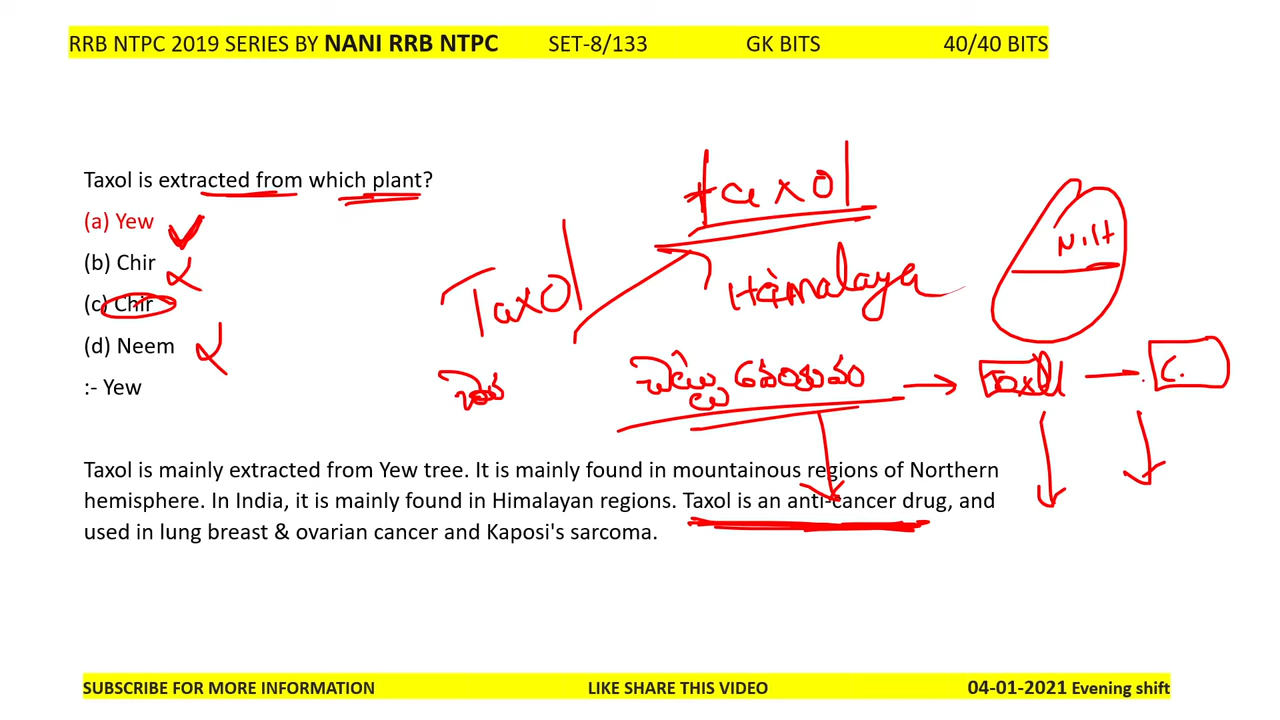 RRB NTPC 2019 SERIES BY NANI RRB NTPC SET-8/133 GK BITS 40/40 BITS
Taxol is extracted from which plant?
(a) Yew
(b) Chir
(c) Chir
(d) Neem
:- Yew
taxol
Taxol
Himalaya
Taxol
C.
Taxol is mainly extracted from Yew tree. It is mainly found in mountainous regions of Northern
hemisphere. In India, it is mainly found in Himalayan regions. Taxol is an anti-cancer drug, and
used in lung breast & ovarian cancer and Kaposi's sarcoma.
SUBSCRIBE FOR MORE INFORMATION LIKE SHARE THIS VIDEO 04-01-2021 Evening shift